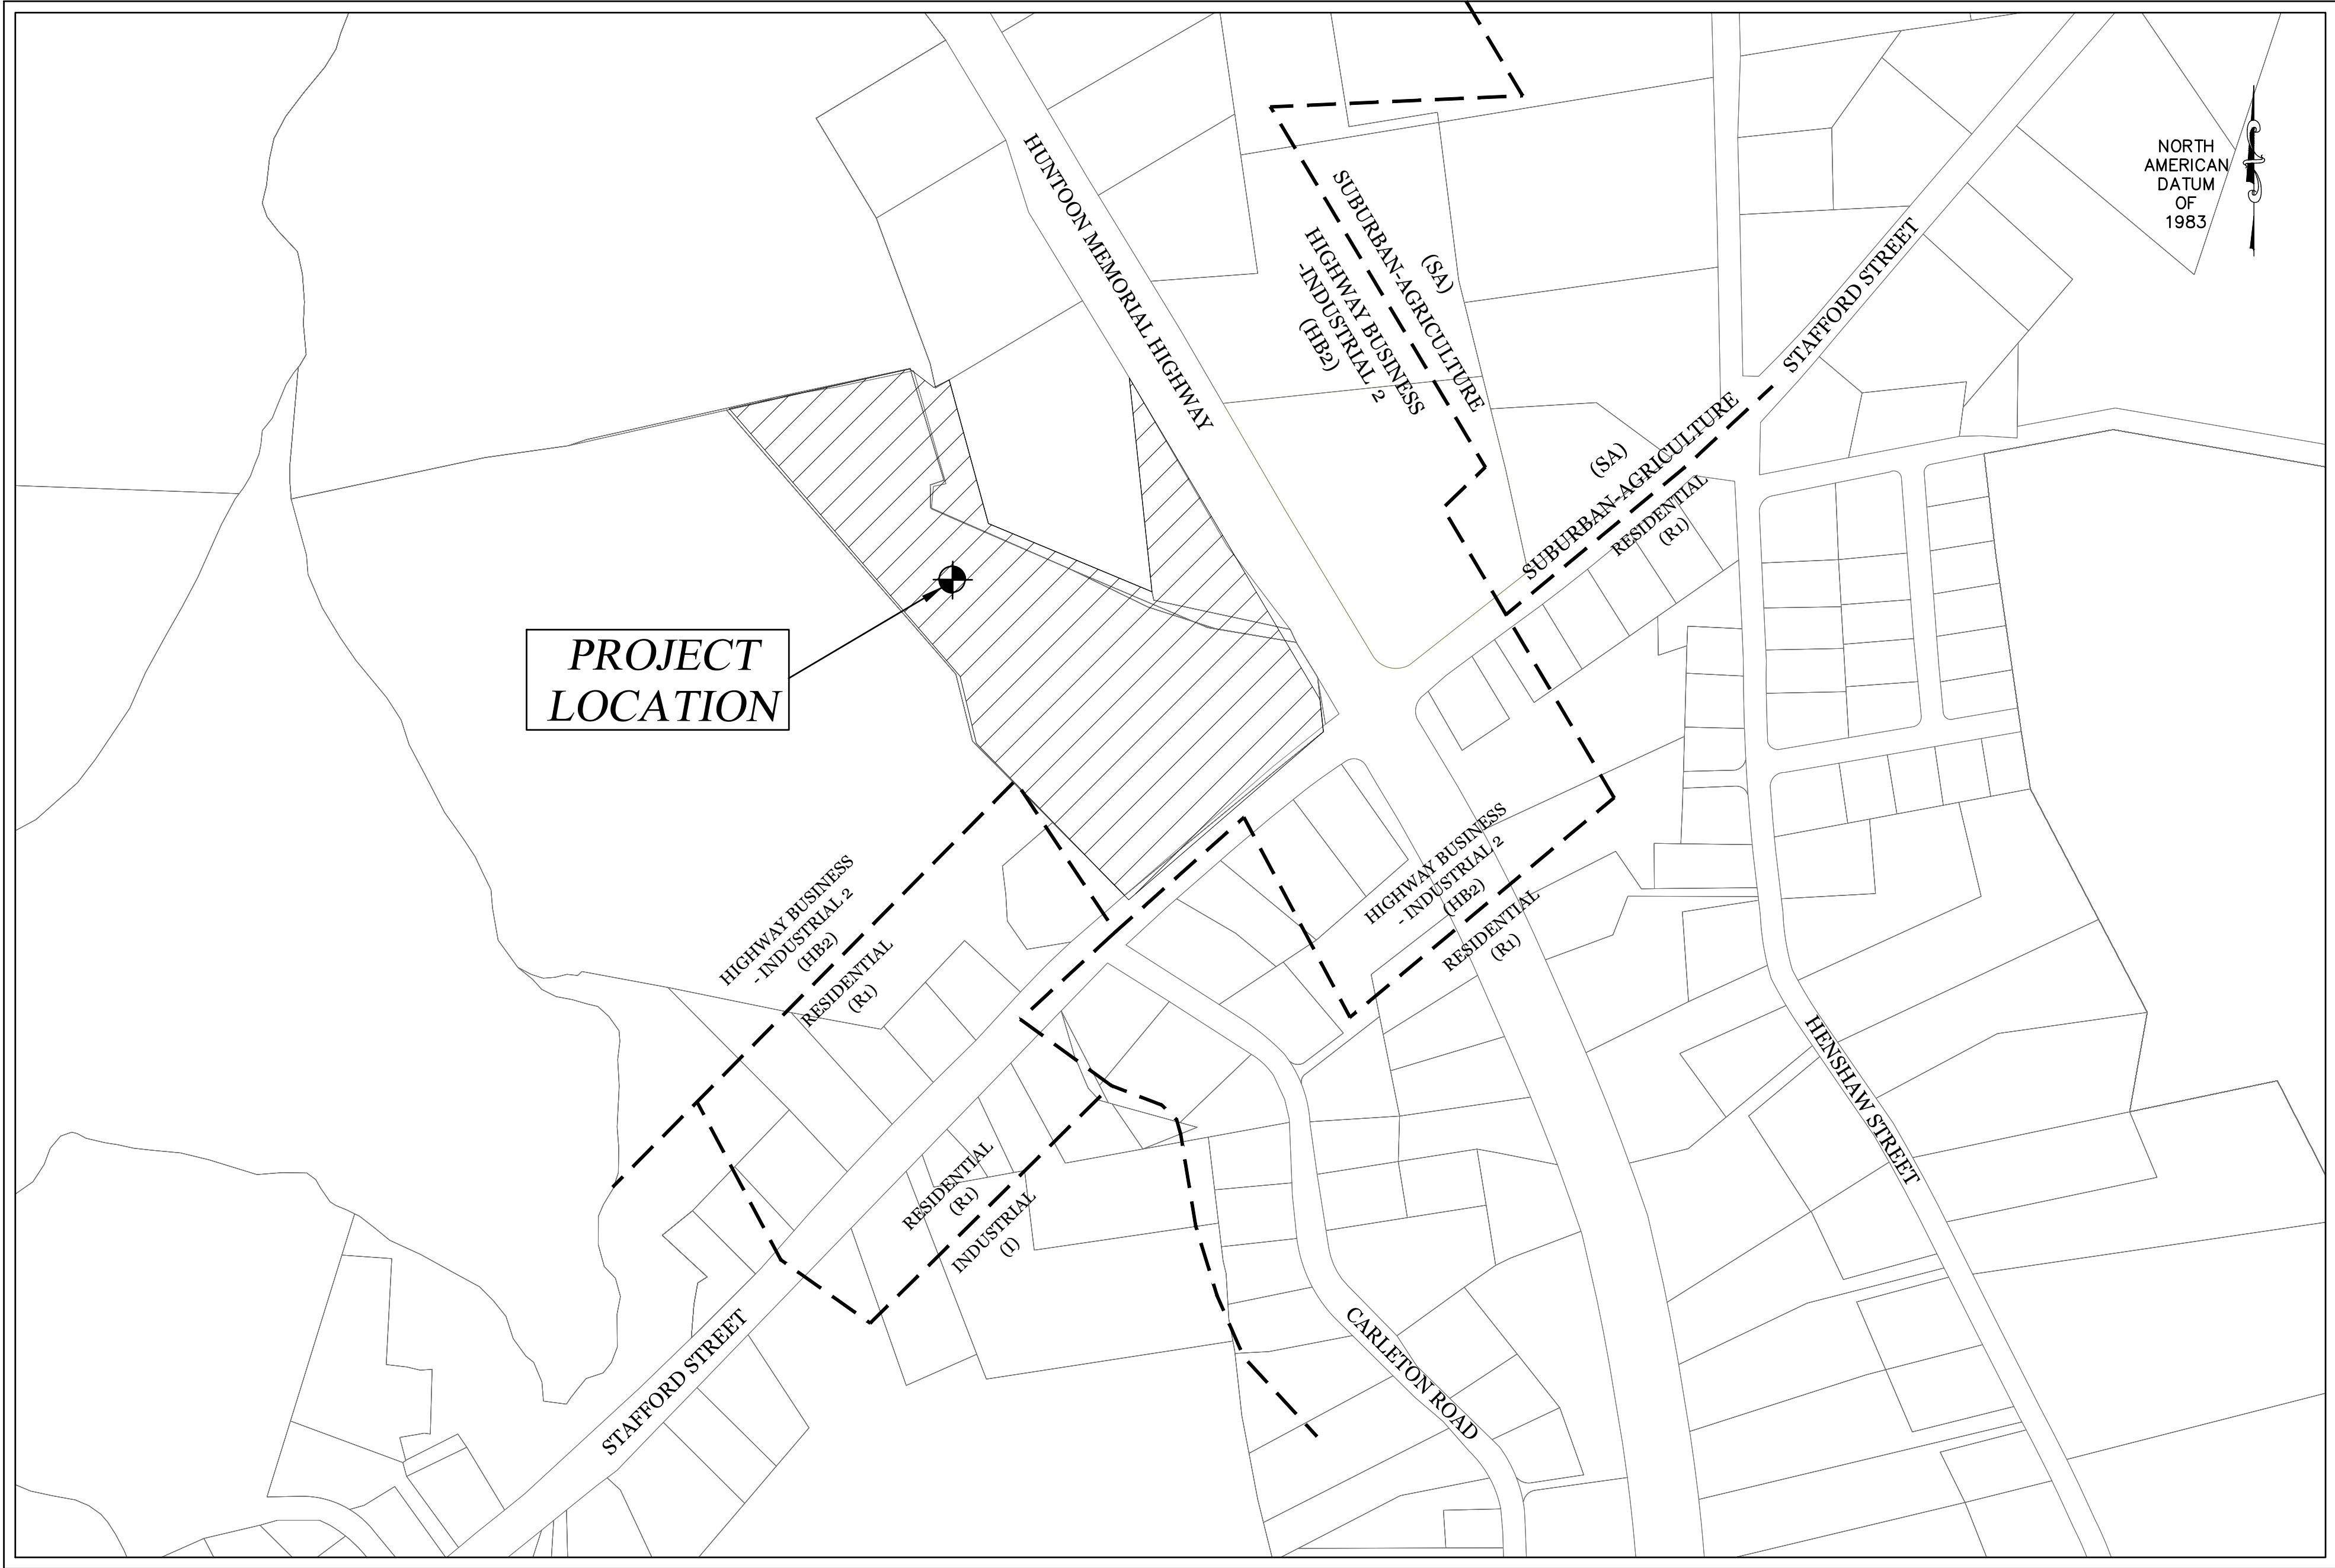 NORTH
AMERICAN
DATUM
OF
1983
HUNTOON MEMORIAL HIGHWAY
(SA)
SUBURBAN-AGRICULTURE
HIGHWAY BUSINESS
-INDUSTRIAL 2
(HB2)
STAFFORD STREET
(SA)
SUBURBAN-AGRICULTURE
RESIDENTIAL
(R1)
PROJECT
LOCATION
HIGHWAY BUSINESS
- INDUSTRIAL 2
(HB2)
RESIDENTIAL
(R1)
HIGHWAY BUSINESS
- INDUSTRIAL 2
(HB2)
RESIDENTIAL
(R1)
HENSHAW STREET
RESIDENTIAL
(R1)
INDUSTRIAL
(I)
STAFFORD STREET
CARLETON ROAD